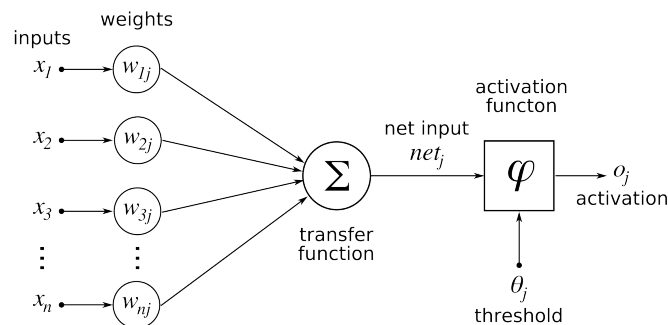 weights
inputs
x1 w1j
x2 w2j
x3 w3j
⋮ ⋮
xn wnj
Σ
transfer
function
net input
netj
activation
functon
φ
oj
activation
θj
threshold